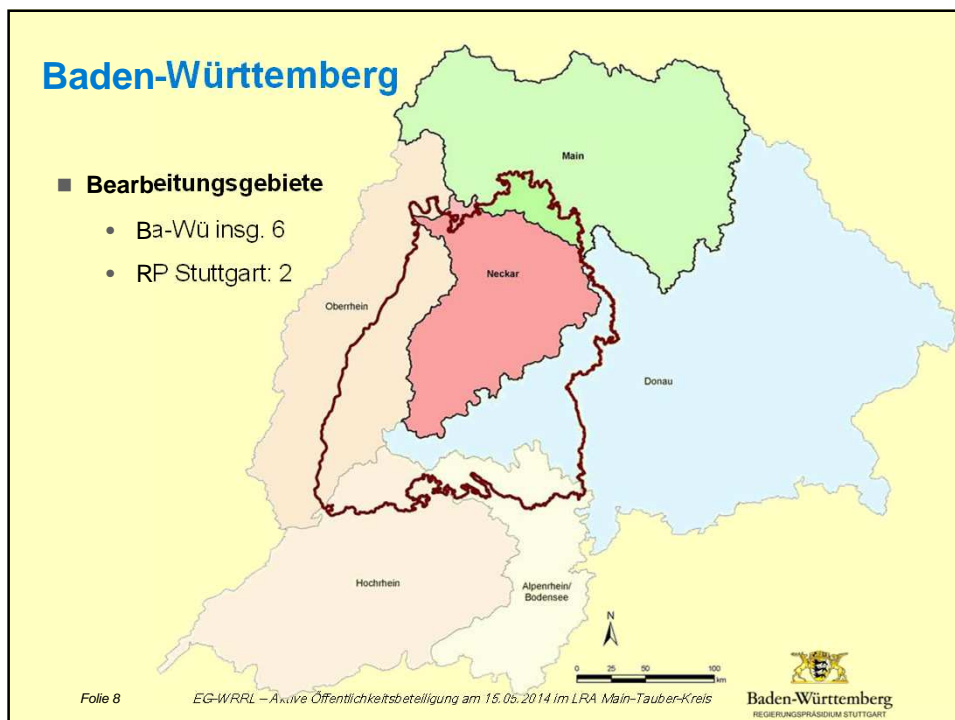 Baden-Württemberg
■ Bearbeitungsgebiete
• Ba-Wü insg. 6
• RP Stuttgart: 2
Main
Neckar
Oberrhein
Donau
Hochrhein
Alpenrhein/
Bodensee
N
0 25 50 100
km
Folie 8 EG-WRRL – Aktive Öffentlichkeitsbeteiligung am 15.05.2014 im LRA Main-Tauber-Kreis
Baden-Württemberg
REGIERUNGSPRÄSIDIUM STUTTGART